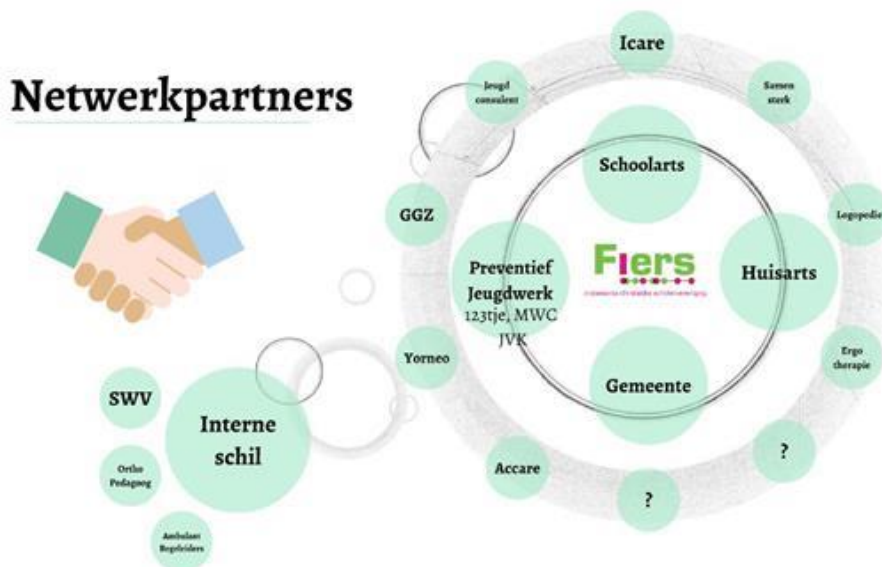 Netwerkpartners
Icare
Jeugd
consulent
Samen
sterk
Schoolarts
GGZ
Logopedie
Preventief
Jeugdwerk
123tje, MWC
JVK
Fiers
Huisarts
Yorneo
Ergo
therapie
Gemeente
SWV
Interne
schil
Accare
?
?
Ortho
Pedagoog
Ambulant
Begeleiders